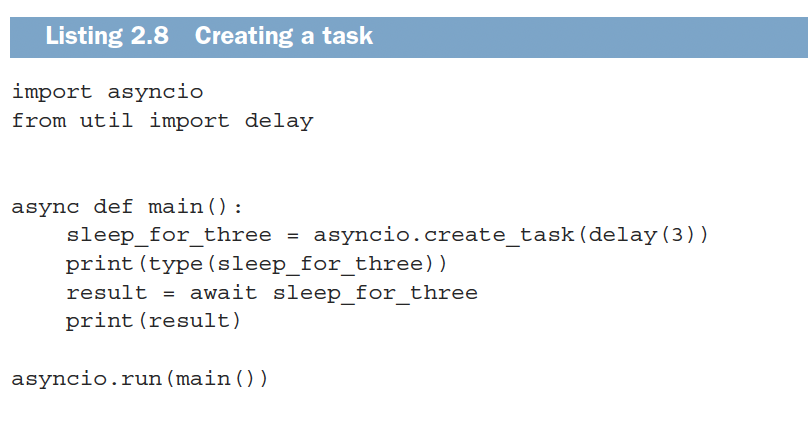 Listing 2.8 Creating a task
import asyncio
from util import delay
async def main():
    sleep_for_three = asyncio.create_task(delay(3))
    print(type(sleep_for_three))
    result = await sleep_for_three
    print(result)
asyncio.run(main())